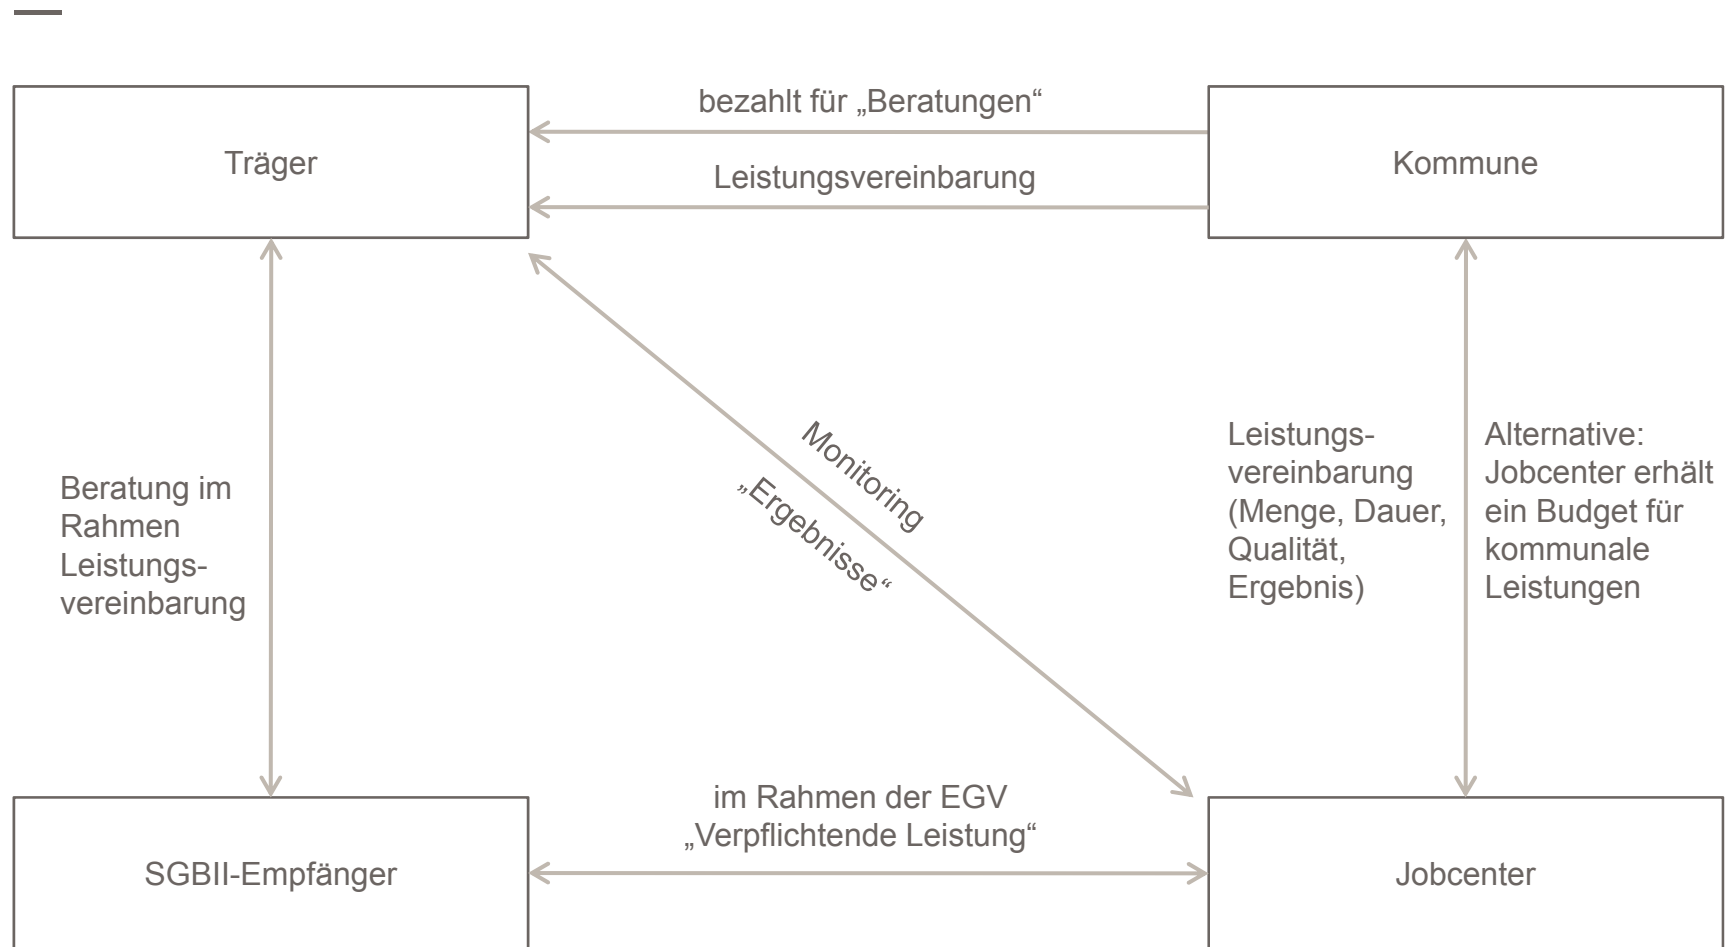 bezahlt für „Beratungen“
Träger
Kommune
Leistungsvereinbarung
Monitoring
„Ergebnisse“
Leistungs-
vereinbarung
(Menge, Dauer,
Qualität,
Ergebnis)
Alternative:
Jobcenter erhält
ein Budget für
kommunale
Leistungen
Beratung im
Rahmen
Leistungs-
vereinbarung
im Rahmen der EGV
„Verpflichtende Leistung“
SGBII-Empfänger
Jobcenter